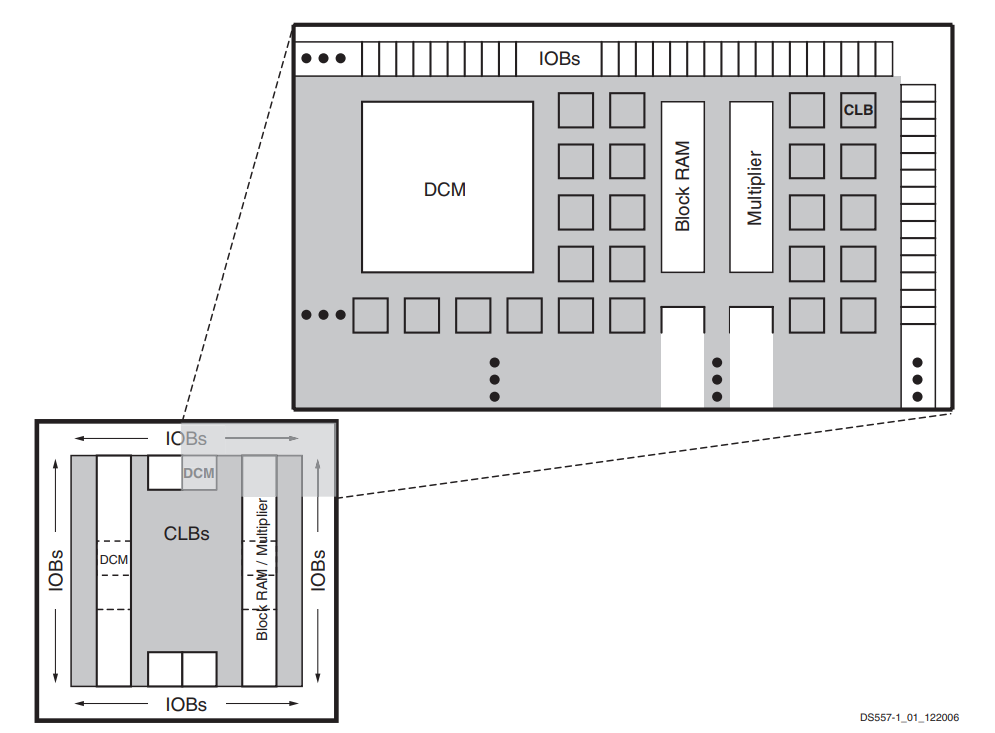 IOBs
CLB
DCM
Block RAM
Multiplier
IOBs
DCM
CLBs
IOBs
DCM
Block RAM / Multiplier
IOBs
IOBs
DS557-1_01_122006